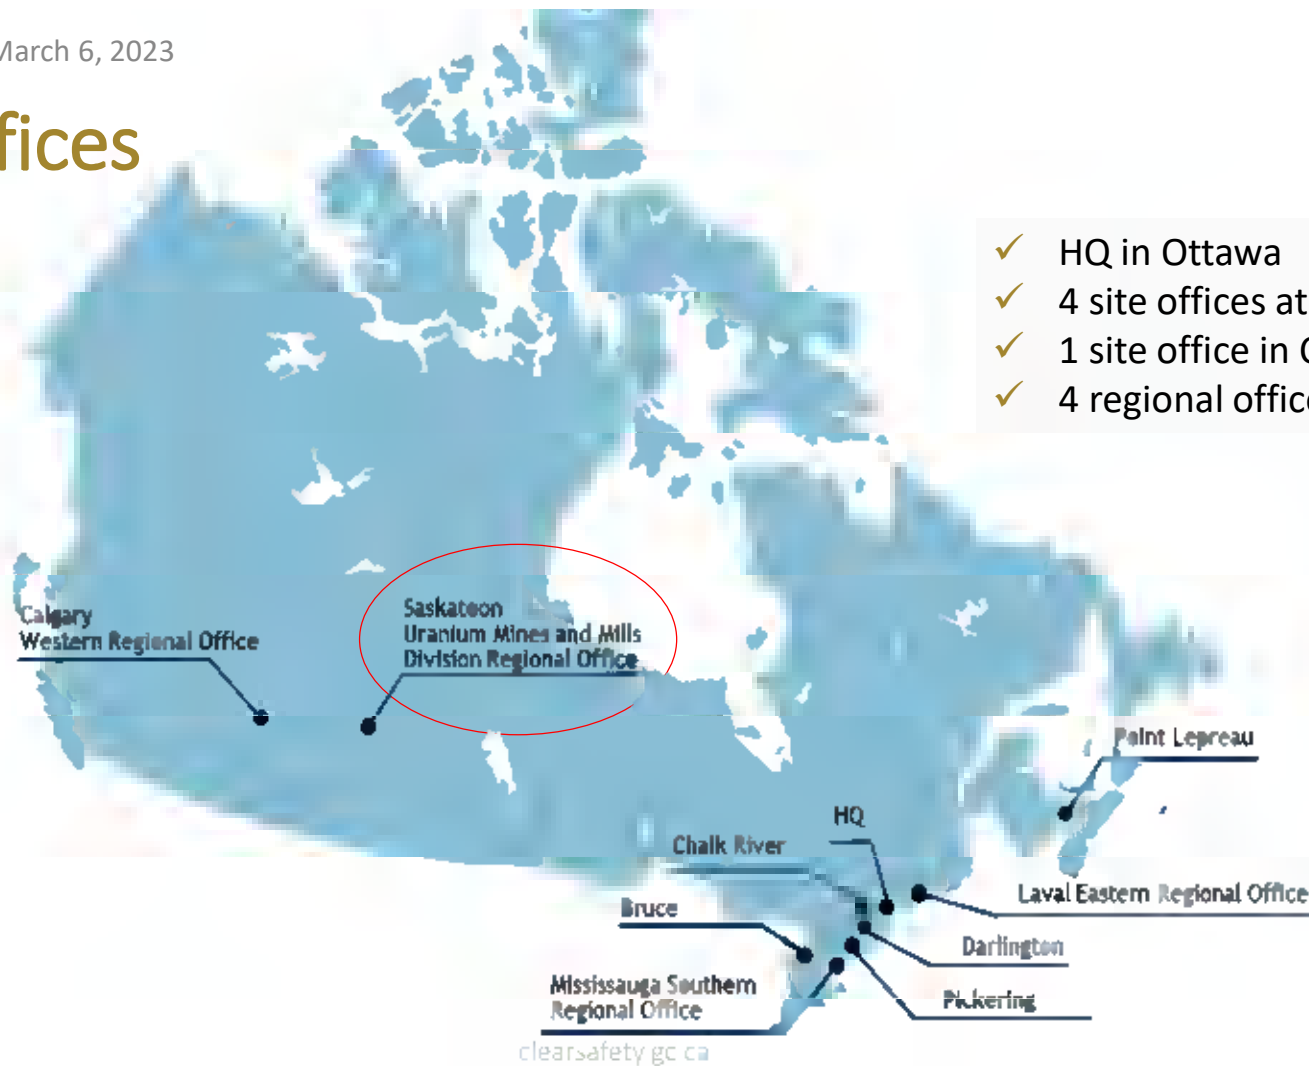 March 6, 2023
fices
HQ in Ottawa
4 site offices at
1 site office in C
4 regional office
Calgary
Western Regional Office
Saskatoon
Uranium Mines and Mills
Division Regional Office
Point Lepreau
HQ
Chalk River
Laval Eastern Regional Office
Bruce
Darlington
Mississauga Southern
Regional Office
Pickering
clearsafety.gc.ca